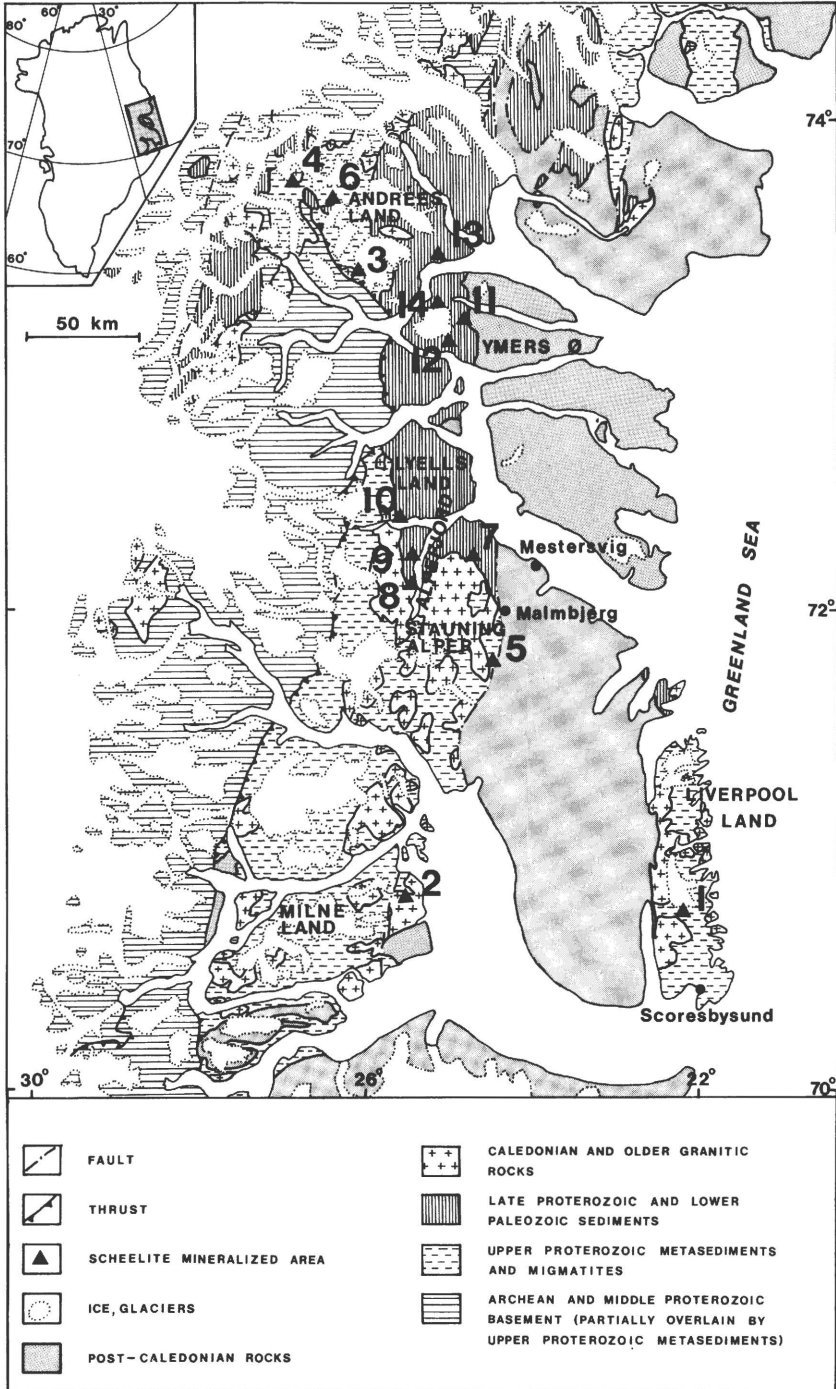 80°
60°
30°
70°
60°
74°
4
6
ANDRÉES
LAND
13
3
14
11
50 km
YMERS Ø
12
LYELLS
LAND
10
ALPEFJORD
7
9
Mestersvig
8
72°
Malmbjerg
STAUNING
ALPER
5
GREENLAND SEA
LIVERPOOL
LAND
2
1
MILNE
LAND
Scoresbysund
30°
26°
22°
70°
FAULT
THRUST
SCHEELITE MINERALIZED AREA
ICE, GLACIERS
POST-CALEDONIAN ROCKS
CALEDONIAN AND OLDER GRANITIC
ROCKS
LATE PROTEROZOIC AND LOWER
PALEOZOIC SEDIMENTS
UPPER PROTEROZOIC METASEDIMENTS
AND MIGMATITES
ARCHEAN AND MIDDLE PROTEROZOIC
BASEMENT (PARTIALLY OVERLAIN BY
UPPER PROTEROZOIC METASEDIMENTS)